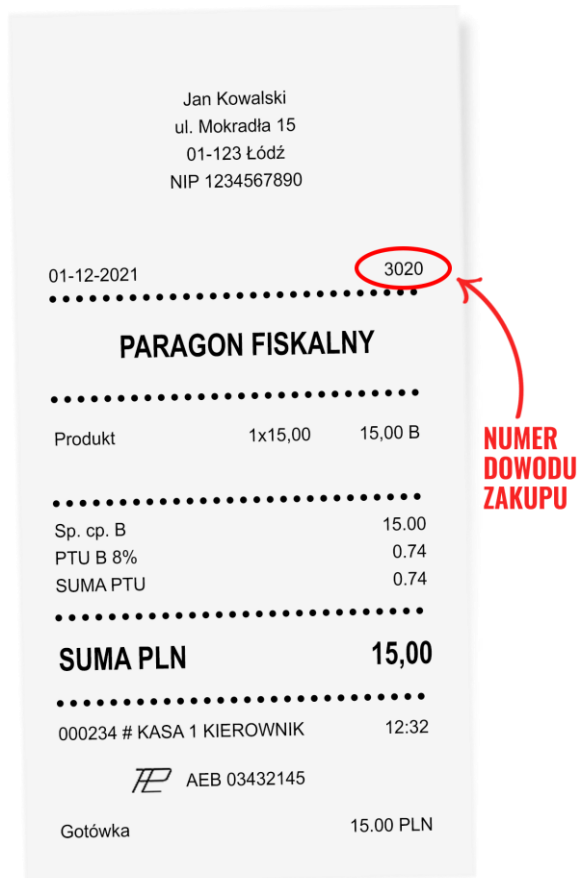 Jan Kowalski
ul. Mokradła 15
01-123 Łódź
NIP 1234567890
01-12-2021 3020
PARAGON FISKALNY
Produkt 1x15,00 15,00 B
Sp. cp. B 15.00
PTU B 8% 0.74
SUMA PTU 0.74
SUMA PLN 15,00
000234 # KASA 1 KIEROWNIK 12:32
AEB 03432145
Gotówka 15.00 PLN
NUMER
DOWODU
ZAKUPU